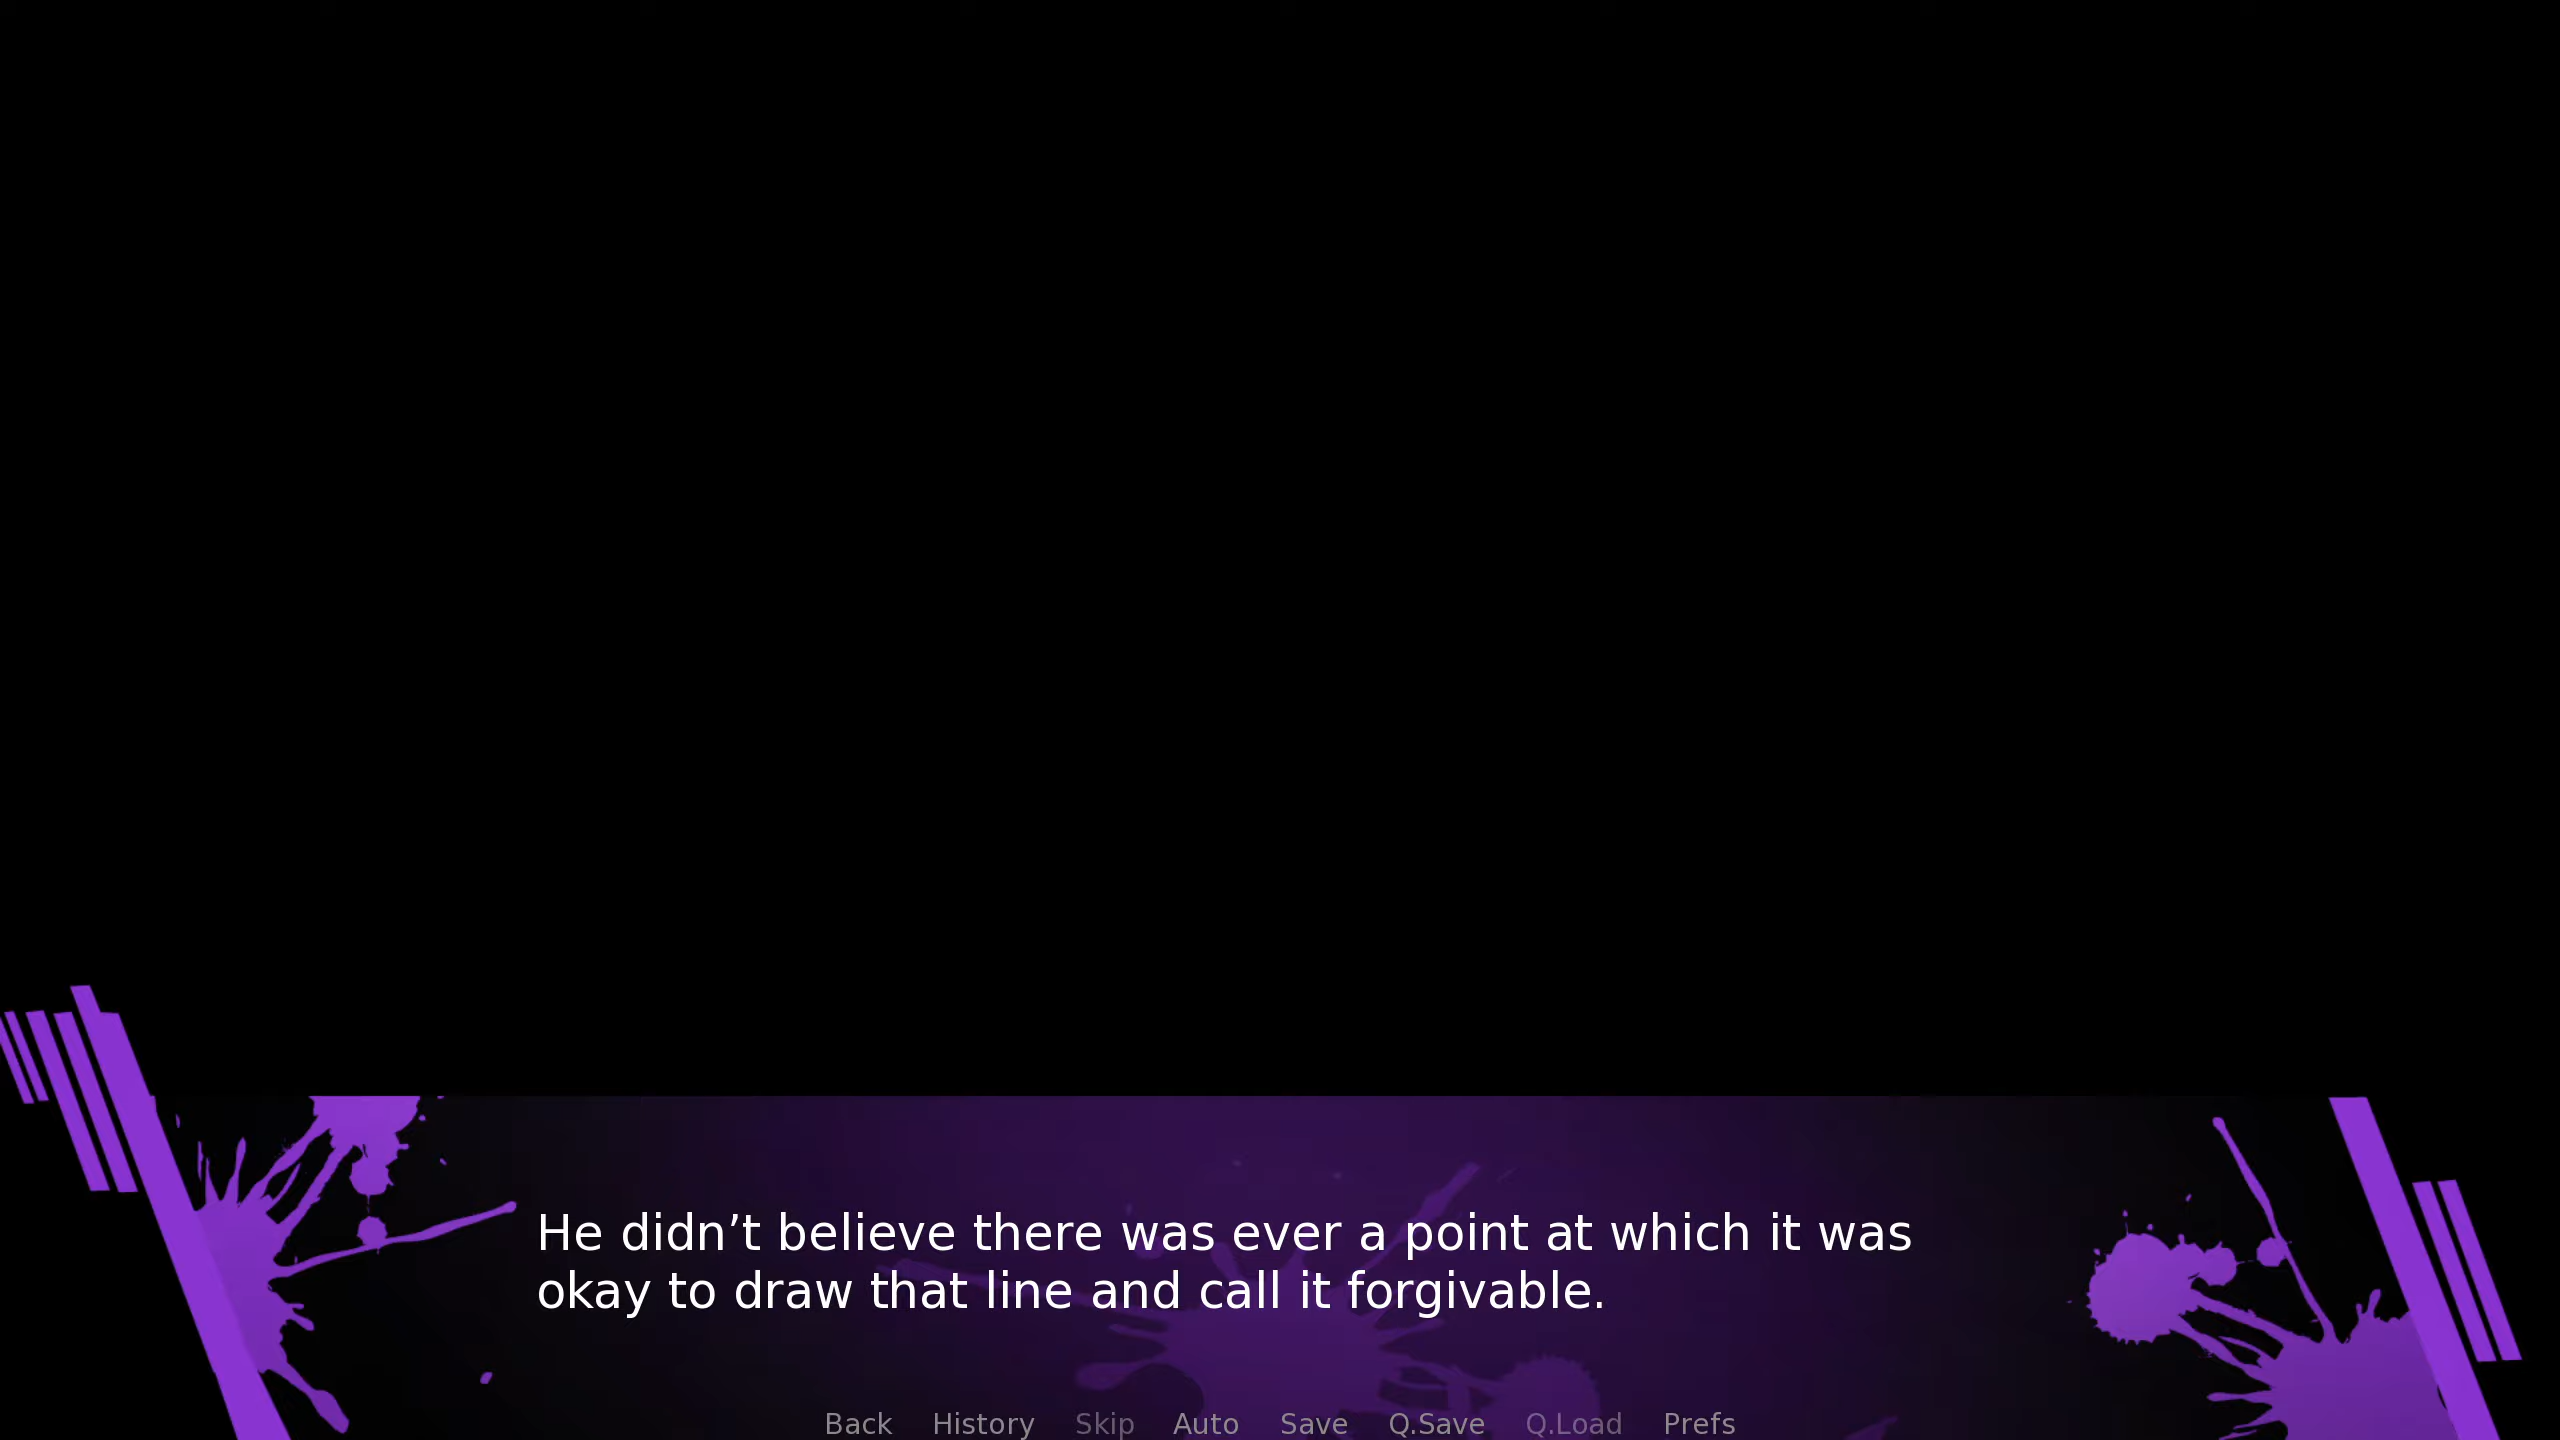 He didn’t believe there was ever a point at which it was
okay to draw that line and call it forgivable.
Back History Skip Auto Save Q.Save Q.Load Prefs